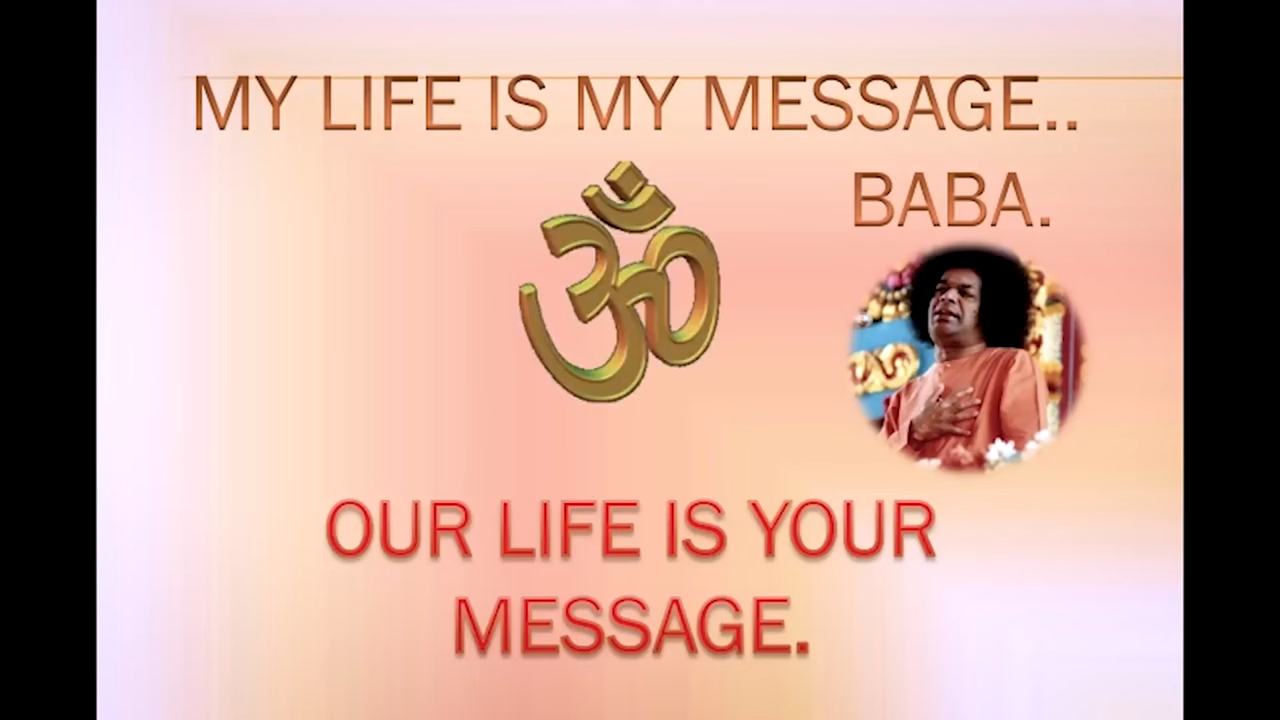 MY LIFE IS MY MESSAGE..
BABA.
ॐ
OUR LIFE IS YOUR
MESSAGE.